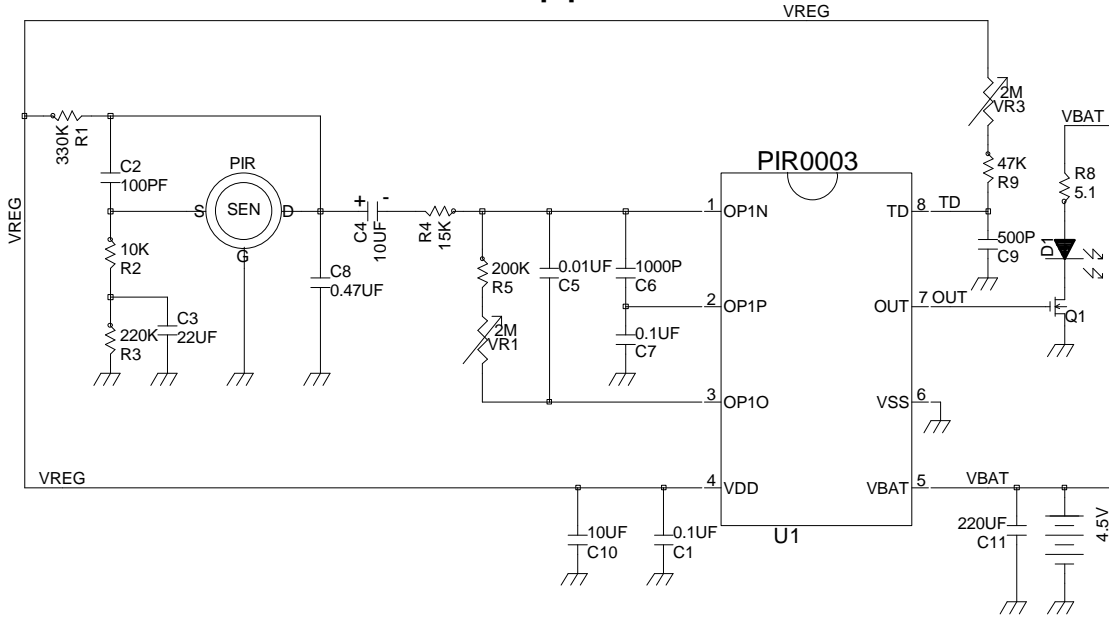 VREG
VREG
330K
R1
C2
100PF
PIR
S
SEN
D
G
10K
R2
220K
R3
C3
22UF
C8
0.47UF
+
-
C4
10UF
R4
15K
200K
R5
2M
VR1
0.01UF
C5
1000P
C6
0.1UF
C7
PIR0003
1
OP1N
2
OP1P
3
OP1O
4
VDD
TD
8
TD
OUT
7
OUT
VSS
6
VBAT
5
VBAT
U1
2M
VR3
47K
R9
500P
C9
VBAT
R8
5.1
D1
Q1
VREG
10UF
C10
0.1UF
C1
220UF
C11
4.5V